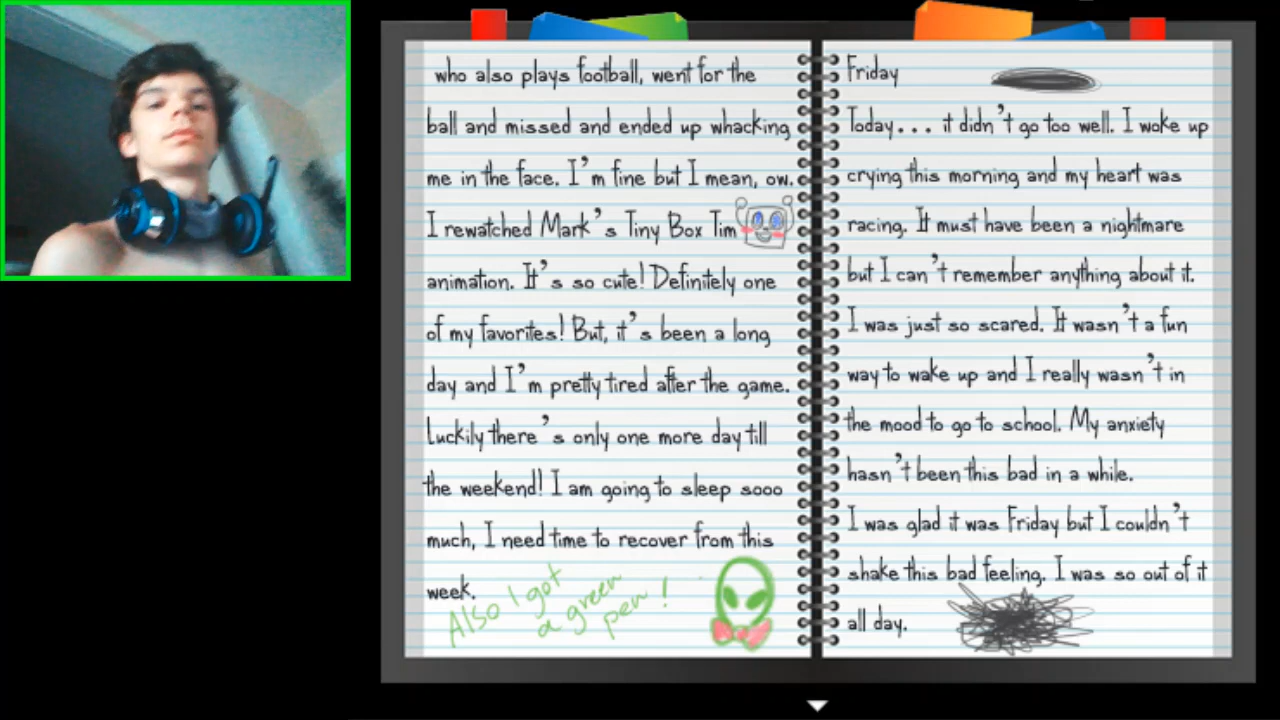 who also plays football, went for the
ball and missed and ended up whacking
me in the face. I'm fine but I mean, ow.
I rewatched Mark's Tiny Box Tim
animation. It's so cute! Definitely one
of my favorites! But, it's been a long
day and I'm pretty tired after the game.
Luckily there's only one more day till
the weekend! I am going to sleep sooo
much, I need time to recover from this
week.
Also I got
a green
pen!
Friday
Today... it didn't go too well. I woke up
crying this morning and my heart was
racing. It must have been a nightmare
but I can't remember anything about it.
I was just so scared. It wasn't a fun
way to wake up and I really wasn't in
the mood to go to school. My anxiety
hasn't been this bad in a while.
I was glad it was Friday but I couldn't
shake this bad feeling. I was so out of it
all day.